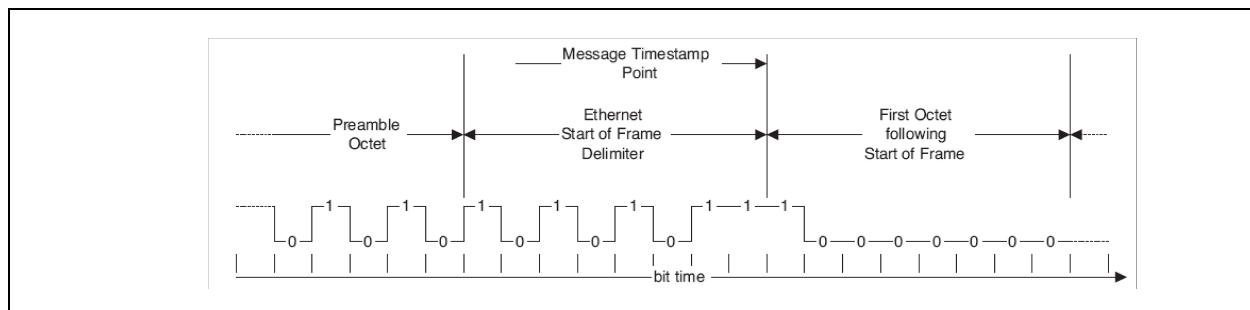 Message Timestamp
Point
Preamble
Octet
Ethernet
Start of Frame
Delimiter
First Octet
following
Start of Frame
1 1 1 1 1 1 1 1
0 0 0 0 0 0 0 0 0 0 0 0 0
bit time